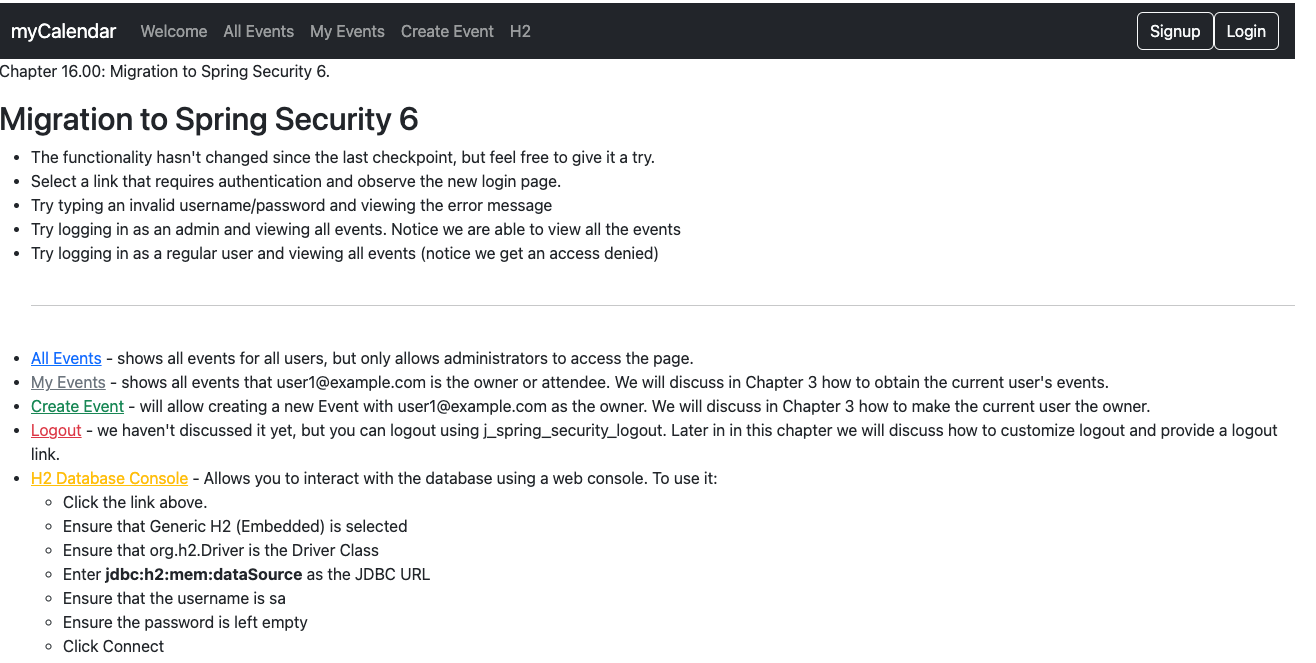 myCalendar Welcome All Events My Events Create Event H2 Signup Login
Chapter 16.00: Migration to Spring Security 6.
Migration to Spring Security 6
The functionality hasn't changed since the last checkpoint, but feel free to give it a try.
Select a link that requires authentication and observe the new login page.
Try typing an invalid username/password and viewing the error message
Try logging in as an admin and viewing all events. Notice we are able to view all the events
Try logging in as a regular user and viewing all events (notice we get an access denied)
All Events - shows all events for all users, but only allows administrators to access the page.
My Events - shows all events that user1@example.com is the owner or attendee. We will discuss in Chapter 3 how to obtain the current user's events.
Create Event - will allow creating a new Event with user1@example.com as the owner. We will discuss in Chapter 3 how to make the current user the owner.
Logout - we haven't discussed it yet, but you can logout using j_spring_security_logout. Later in in this chapter we will discuss how to customize logout and provide a logout
link.
H2 Database Console - Allows you to interact with the database using a web console. To use it:
Click the link above.
Ensure that Generic H2 (Embedded) is selected
Ensure that org.h2.Driver is the Driver Class
Enter jdbc:h2:mem:dataSource as the JDBC URL
Ensure that the username is sa
Ensure the password is left empty
Click Connect